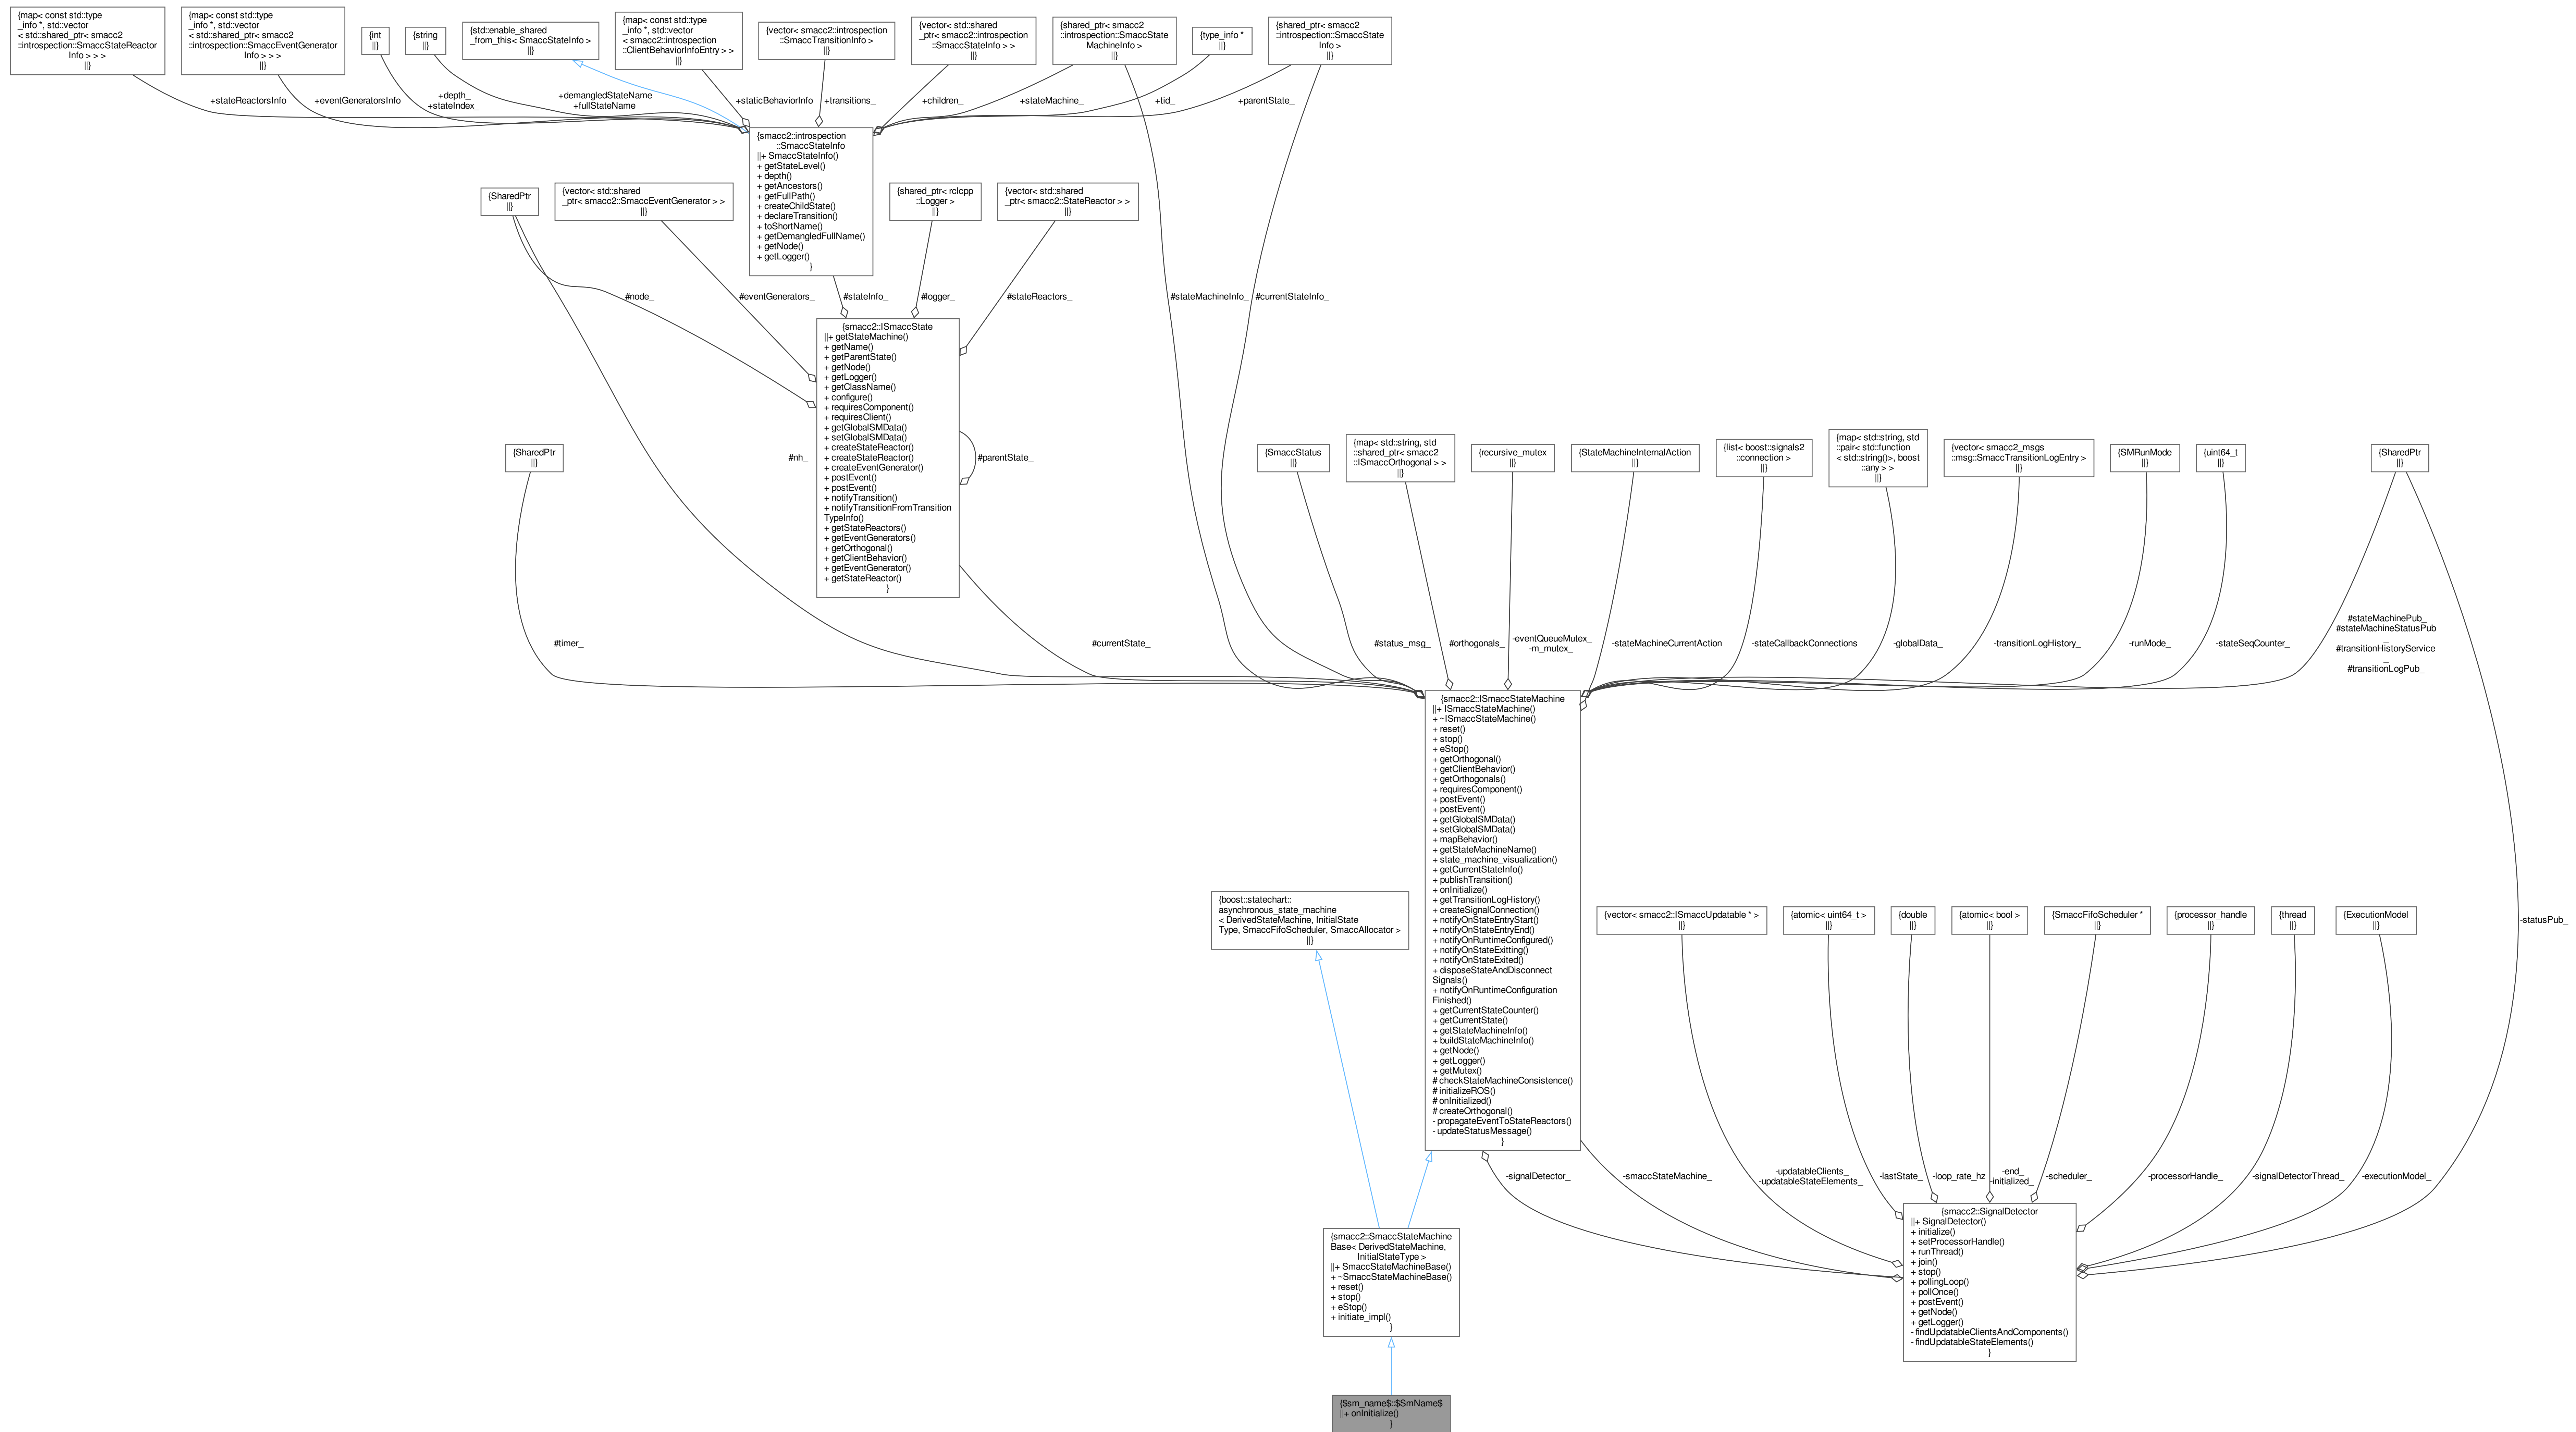 {map< const std::type
_info *, std::vector
< std::shared_ptr< smacc2
::introspection::SmaccStateReactor
Info > > >
||}
{map< const std::type
_info *, std::vector
< std::shared_ptr< smacc2
::introspection::SmaccEventGenerator
Info > > >
||}
{int
||}
{string
||}
{std::enable_shared
_from_this< SmaccStateInfo >
||}
{map< const std::type
_info *, std::vector
< smacc2::introspection
::ClientBehaviorInfoEntry > >
||}
{vector< smacc2::introspection
::SmaccTransitionInfo >
||}
{vector< std::shared
_ptr< smacc2::introspection
::SmaccStateInfo > >
||}
{shared_ptr< smacc2
::introspection::SmaccState
MachineInfo >
||}
{type_info *
||}
{shared_ptr< smacc2
::introspection::SmaccState
Info >
||}
+stateReactorsInfo
+eventGeneratorsInfo
+depth_
+stateIndex_
+demangledStateName
+fullStateName
+staticBehaviorInfo
+transitions_
+children_
+stateMachine_
+tid_
+parentState_
{smacc2::introspection
::SmaccStateInfo
||+ SmaccStateInfo()
+ getStateLevel()
+ depth()
+ getAncestors()
+ getFullPath()
+ createChildState()
+ declareTransition()
+ toShortName()
+ getDemangledFullName()
+ getNode()
+ getLogger()
}
{SharedPtr
||}
{vector< std::shared
_ptr< smacc2::SmaccEventGenerator > >
||}
{shared_ptr< rclcpp
::Logger >
||}
{vector< std::shared
_ptr< smacc2::StateReactor > >
||}
#node_
#eventGenerators_
#stateInfo_
#logger_
#stateReactors_
#stateMachineInfo_
#currentStateInfo_
{smacc2::ISmaccState
||+ getStateMachine()
+ getName()
+ getParentState()
+ getNode()
+ getLogger()
+ getClassName()
+ configure()
+ requiresComponent()
+ requiresClient()
+ getGlobalSMData()
+ setGlobalSMData()
+ createStateReactor()
+ createStateReactor()
+ createEventGenerator()
+ postEvent()
+ postEvent()
+ notifyTransition()
+ notifyTransitionFromTransition
TypeInfo()
+ getStateReactors()
+ getEventGenerators()
+ getOrthogonal()
+ getClientBehavior()
+ getEventGenerator()
+ getStateReactor()
}
#parentState_
#nh_
{SharedPtr
||}
{SmaccStatus
||}
{map< std::string, std
::shared_ptr< smacc2
::ISmaccOrthogonal > >
||}
{recursive_mutex
||}
{StateMachineInternalAction
||}
{list< boost::signals2
::connection >
||}
{map< std::string, std
::pair< std::function
< std::string()>, boost
::any > >
||}
{vector< smacc2_msgs
::msg::SmaccTransitionLogEntry >
||}
{SMRunMode
||}
{uint64_t
||}
{SharedPtr
||}
#timer_
#currentState_
#status_msg_
#orthogonals_
-eventQueueMutex_
-m_mutex_
-stateMachineCurrentAction
-stateCallbackConnections
-globalData_
-transitionLogHistory_
-runMode_
-stateSeqCounter_
#stateMachinePub_
#stateMachineStatusPub
_
#transitionHistoryService
_
#transitionLogPub_
{smacc2::ISmaccStateMachine
||+ ISmaccStateMachine()
+ ~ISmaccStateMachine()
+ reset()
+ stop()
+ eStop()
+ getOrthogonal()
+ getClientBehavior()
+ getOrthogonals()
+ requiresComponent()
+ postEvent()
+ postEvent()
+ getGlobalSMData()
+ setGlobalSMData()
+ mapBehavior()
+ getStateMachineName()
+ state_machine_visualization()
+ getCurrentStateInfo()
+ publishTransition()
+ onInitialize()
+ getTransitionLogHistory()
+ createSignalConnection()
+ notifyOnStateEntryStart()
+ notifyOnStateEntryEnd()
+ notifyOnRuntimeConfigured()
+ notifyOnStateExitting()
+ notifyOnStateExited()
+ disposeStateAndDisconnect
Signals()
+ notifyOnRuntimeConfiguration
Finished()
+ getCurrentStateCounter()
+ getCurrentState()
+ getStateMachineInfo()
+ buildStateMachineInfo()
+ getNode()
+ getLogger()
+ getMutex()
# checkStateMachineConsistence()
# initializeROS()
# onInitialized()
# createOrthogonal()
- propagateEventToStateReactors()
- updateStatusMessage()
}
{boost::statechart::
asynchronous_state_machine
< DerivedStateMachine, InitialState
Type, SmaccFifoScheduler, SmaccAllocator >
||}
{vector< smacc2::ISmaccUpdatable * >
||}
{atomic< uint64_t >
||}
{double
||}
{atomic< bool >
||}
{SmaccFifoScheduler *
||}
{processor_handle
||}
{thread
||}
{ExecutionModel
||}
-statusPub_
-signalDetector_
-smaccStateMachine_
-updatableClients_
-updatableStateElements_
-lastState_
-loop_rate_hz
-end_
-initialized_
-scheduler_
-processorHandle_
-signalDetectorThread_
-executionModel_
{smacc2::SmaccStateMachine
Base< DerivedStateMachine,
InitialStateType >
||+ SmaccStateMachineBase()
+ ~SmaccStateMachineBase()
+ reset()
+ stop()
+ eStop()
+ initiate_impl()
}
{smacc2::SignalDetector
||+ SignalDetector()
+ initialize()
+ setProcessorHandle()
+ runThread()
+ join()
+ stop()
+ pollingLoop()
+ pollOnce()
+ postEvent()
+ getNode()
+ getLogger()
- findUpdatableClientsAndComponents()
- findUpdatableStateElements()
}
{$sm_name$::$SmName$
||+ onInitialize()
}